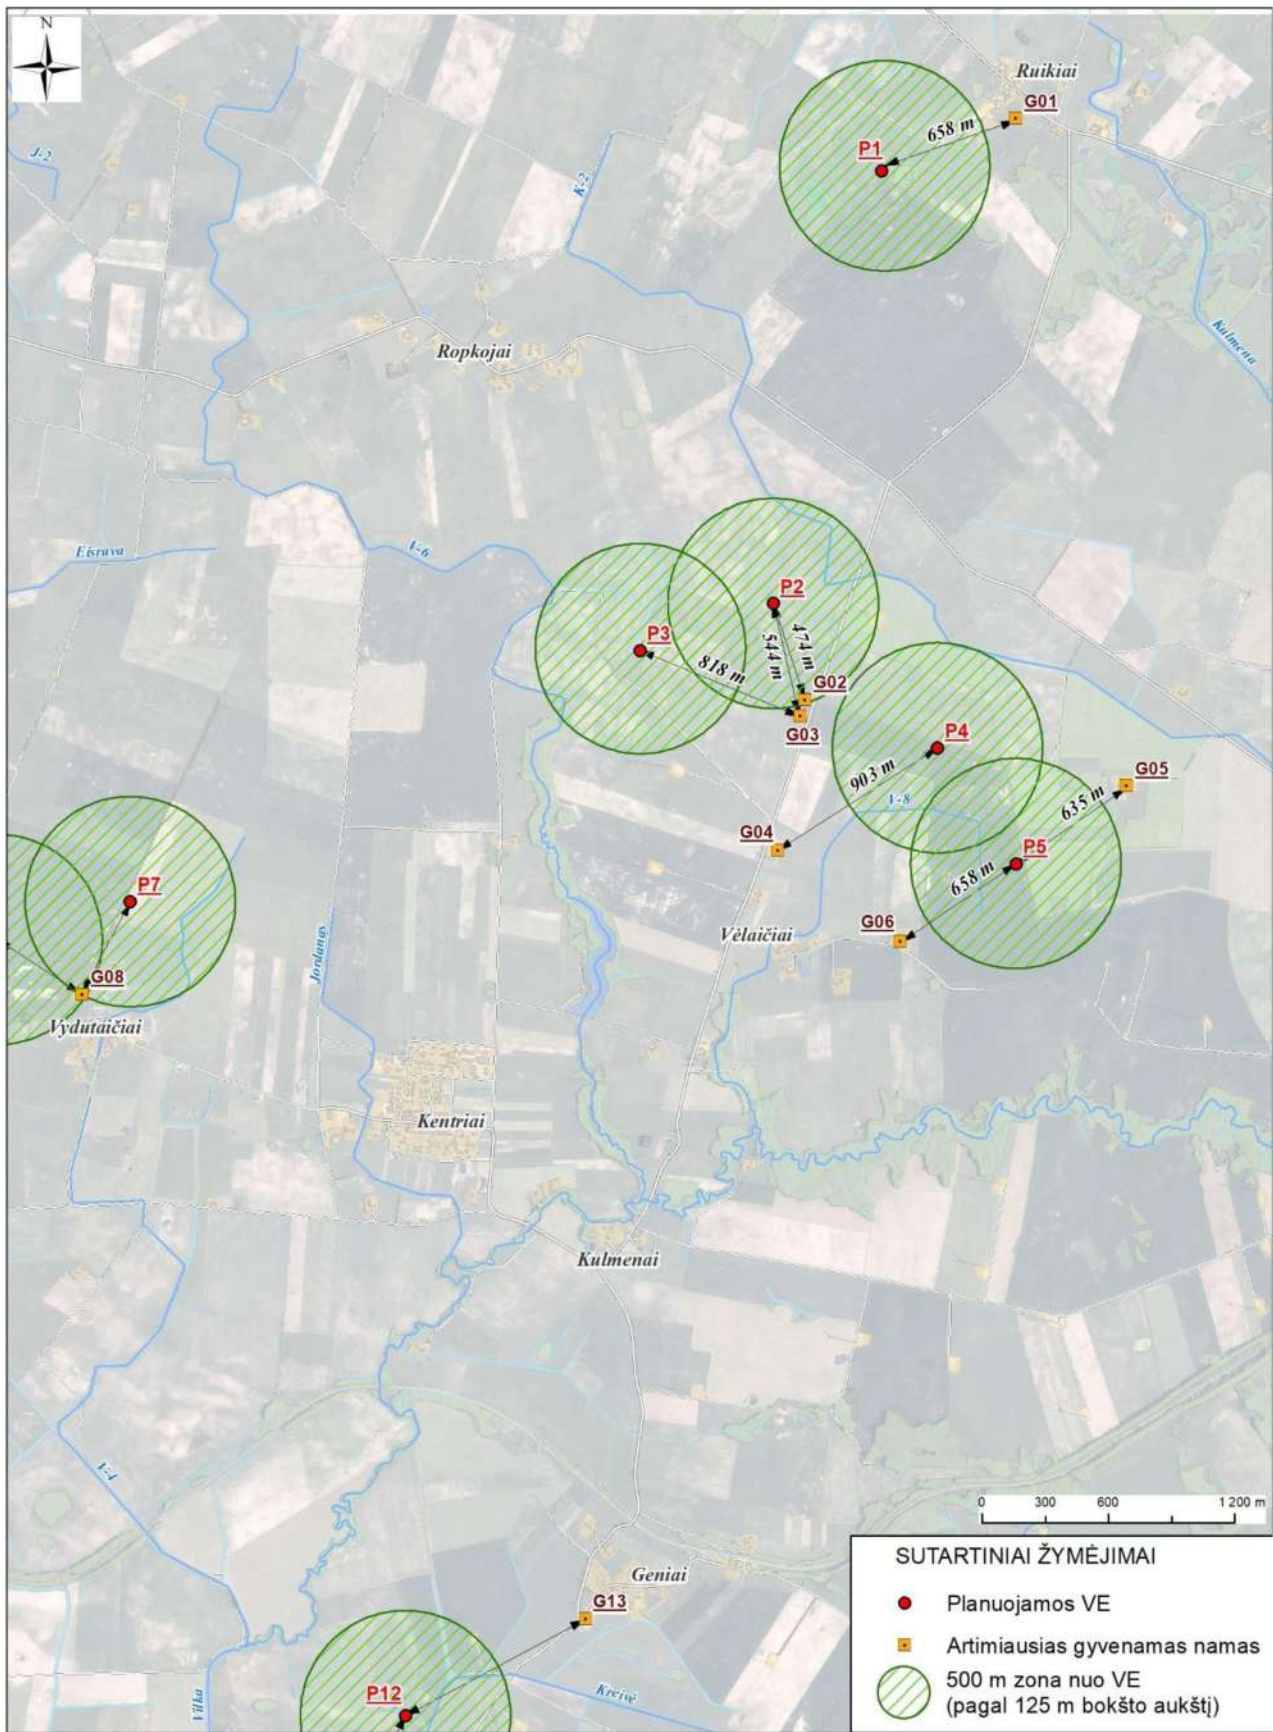 N
Ruikiai
G01
658 m
P1
J-2
K-2
Kulmena
Ropkojai
Eisrava
V-6
P2
P3
474 m
544 m
818 m
G02
G03
P4
903 m
G05
635 m
V-8
G04
P5
658 m
P7
G06
Vėlaičiai
Jordanas
G08
Vydutaičiai
Kentriai
Kulmenai
V-4
0 300 600 1 200 m
SUTARTINIAI ŽYMĖJIMAI
Planuojamos VE
Artimiausias gyvenamas namas
500 m zona nuo VE
(pagal 125 m bokšto aukštį)
Geniai
G13
P12
Vilka
Kreivė